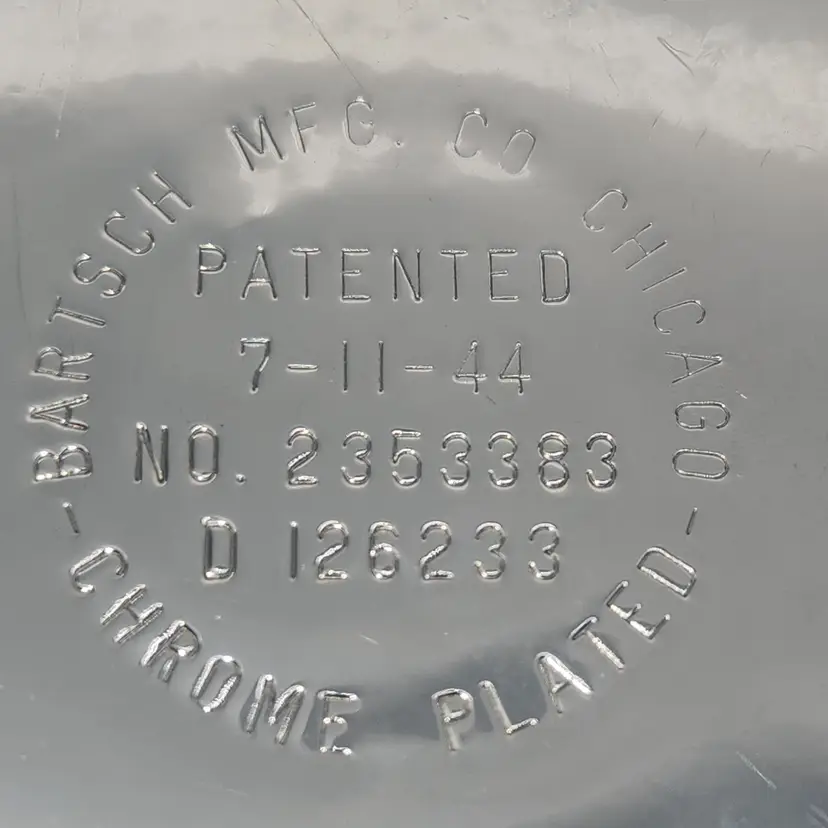 BARTSCH MFG. CO CHICAGO
PATENTED
7-11-44
NO. 2353383
D 126233
-CHROME PLATED-